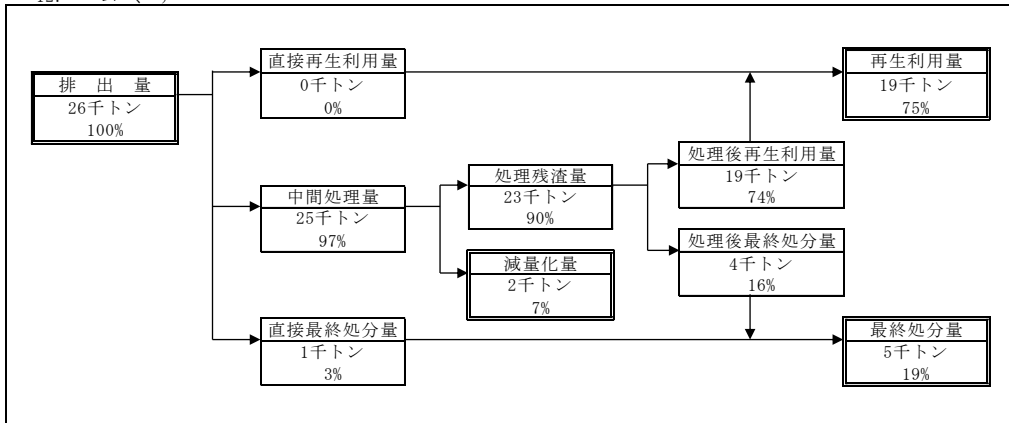 直接再生利用量
0千トン
0%
再生利用量
19千トン
75%
排 出 量
26千トン
100%
処理後再生利用量
19千トン
74%
処理残渣量
23千トン
90%
中間処理量
25千トン
97%
処理後最終処分量
4千トン
16%
減量化量
2千トン
7%
直接最終処分量
1千トン
3%
最終処分量
5千トン
19%